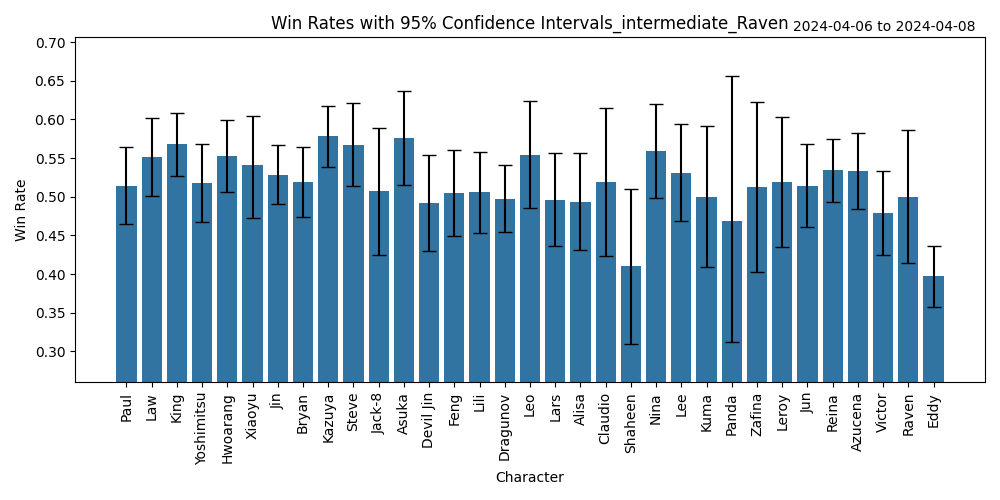 Win Rates with 95% Confidence Intervals_intermediate_Raven
2024-04-06 to 2024-04-08
Win Rate
0.70
0.65
0.60
0.55
0.50
0.45
0.40
0.35
0.30
Paul
Law
King
Yoshimitsu
Hwoarang
Xiaoyu
Jin
Bryan
Kazuya
Steve
Jack-8
Asuka
Devil Jin
Feng
Lili
Dragunov
Leo
Lars
Alisa
Claudio
Shaheen
Nina
Lee
Kuma
Panda
Zafina
Leroy
Jun
Reina
Azucena
Victor
Raven
Eddy
Character